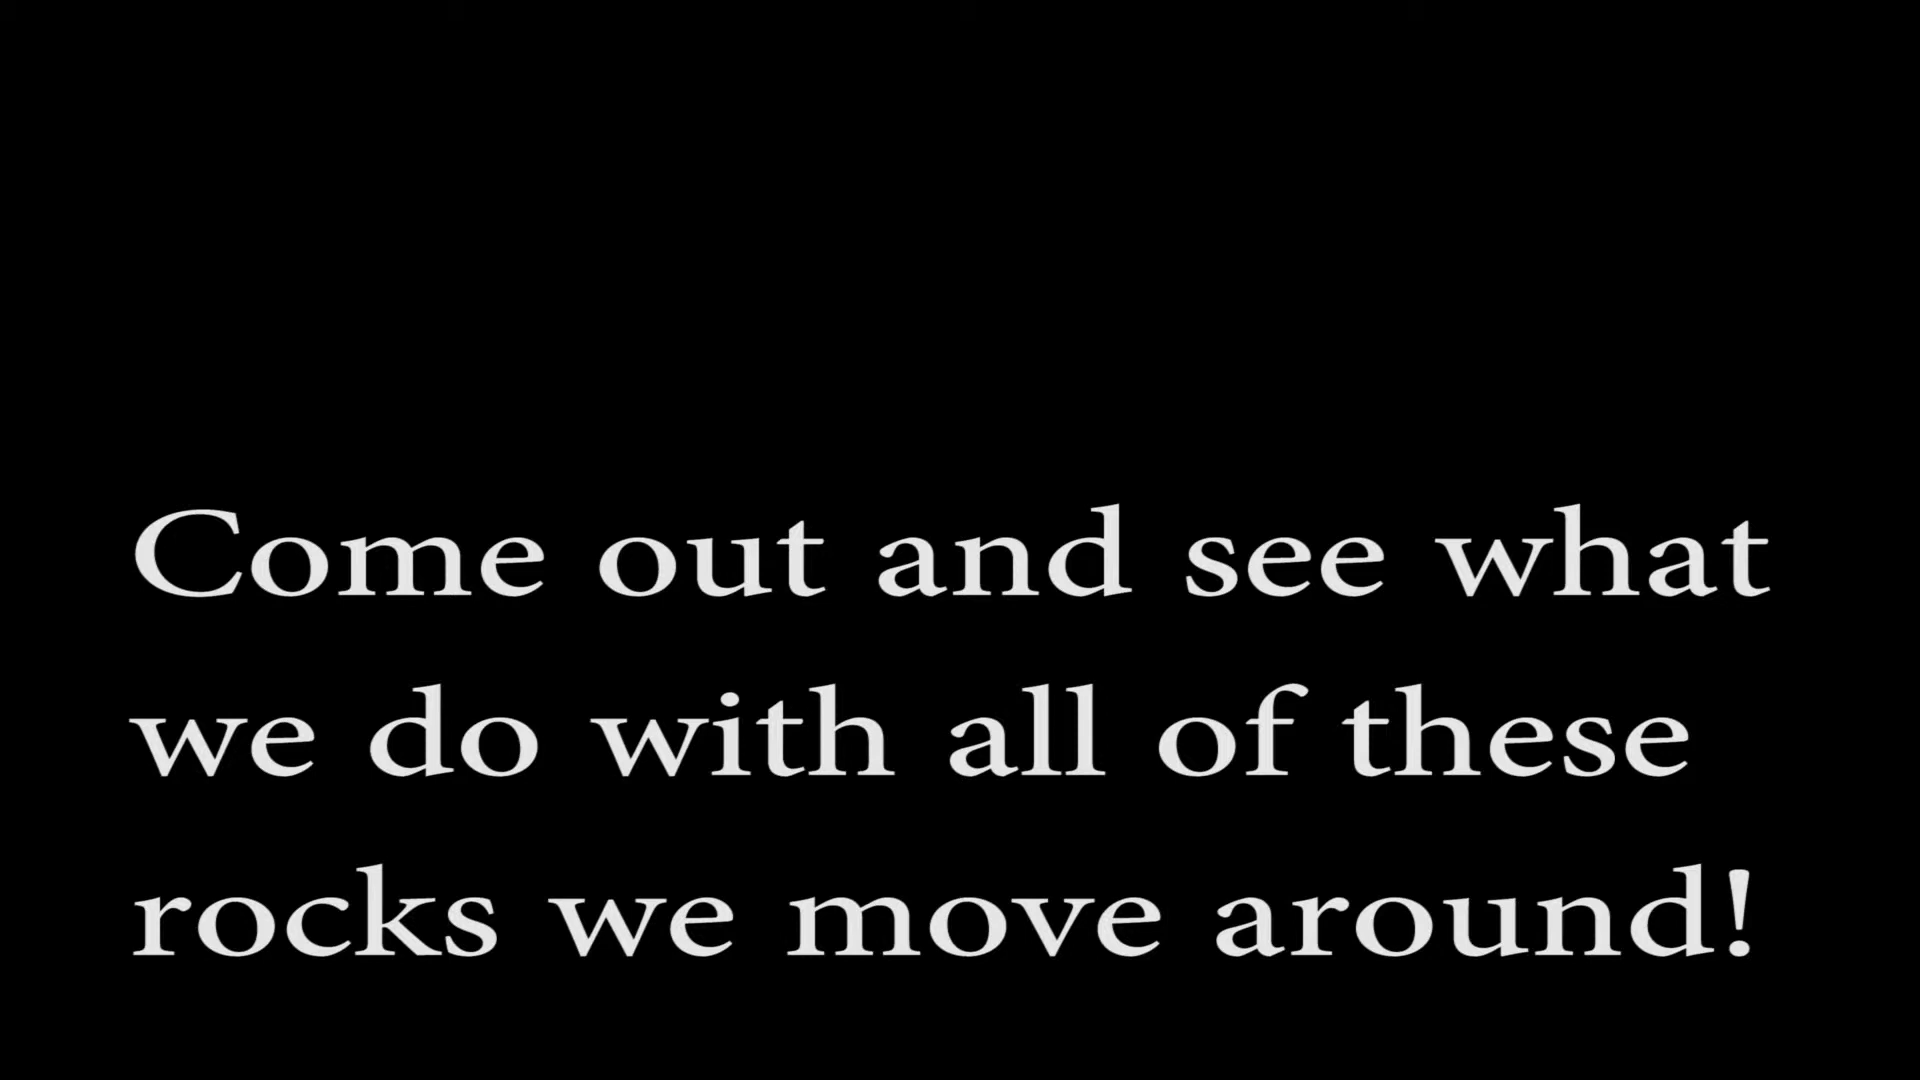 Come out and see what
we do with all of these
rocks we move around!